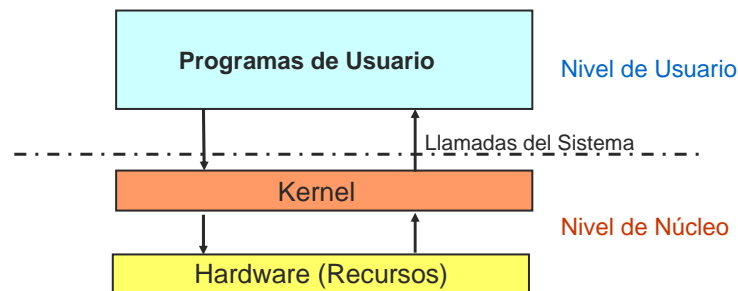 Programas de Usuario
Nivel de Usuario
Llamadas del Sistema
Kernel
Nivel de Núcleo
Hardware (Recursos)